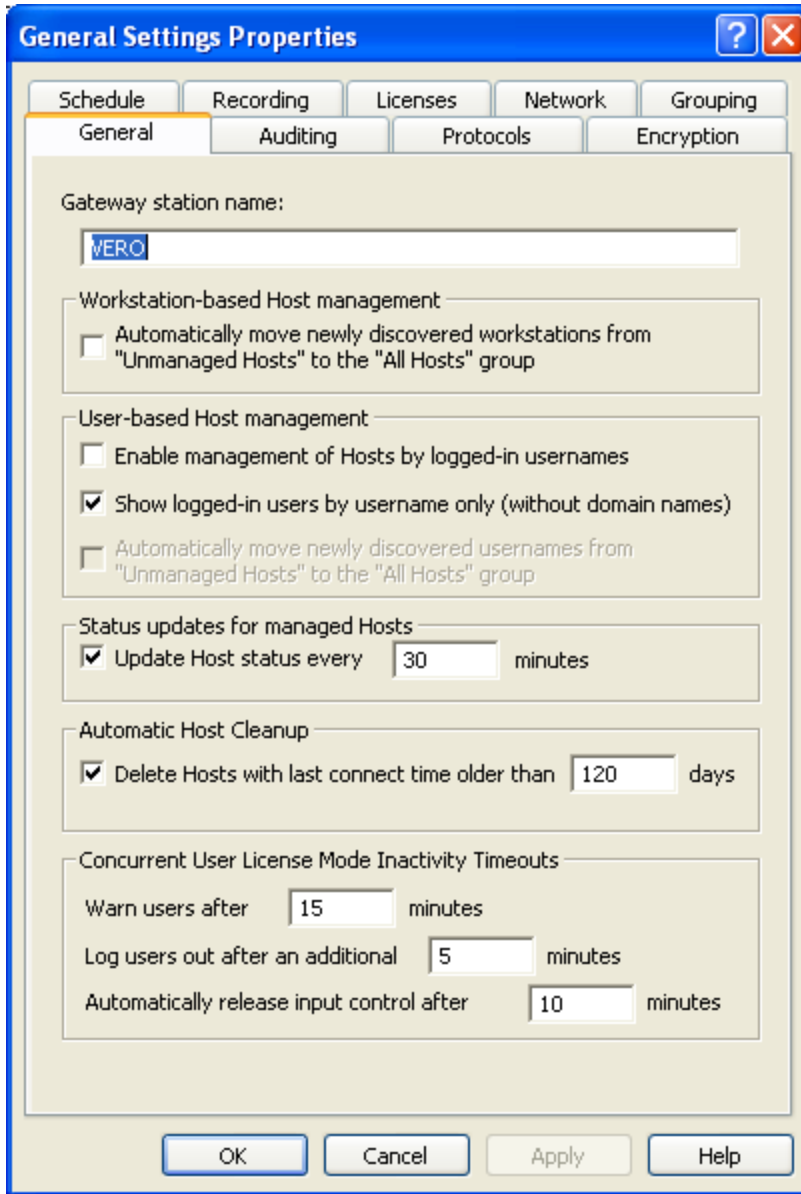 General Settings Properties
Schedule
Recording
Licenses
Network
Grouping
General
Auditing
Protocols
Encryption
Gateway station name:
VERO
Workstation-based Host management
Automatically move newly discovered workstations from
"Unmanaged Hosts" to the "All Hosts" group
User-based Host management
Enable management of Hosts by logged-in usernames
Show logged-in users by username only (without domain names)
Automatically move newly discovered usernames from
"Unmanaged Hosts" to the "All Hosts" group
Status updates for managed Hosts
Update Host status every 30 minutes
Automatic Host Cleanup
Delete Hosts with last connect time older than 120 days
Concurrent User License Mode Inactivity Timeouts
Warn users after 15 minutes
Log users out after an additional 5 minutes
Automatically release input control after 10 minutes
OK
Cancel
Apply
Help